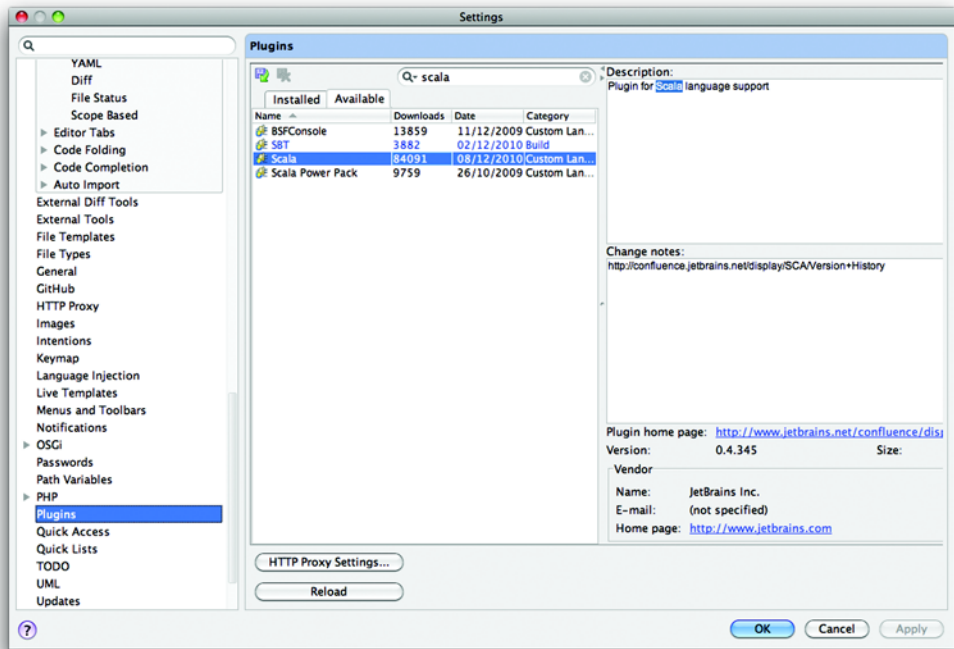 Settings
YAML
Diff
File Status
Scope Based
Editor Tabs
Code Folding
Code Completion
Auto Import
External Diff Tools
External Tools
File Templates
File Types
General
GitHub
HTTP Proxy
Images
Intentions
Keymap
Language Injection
Live Templates
Menus and Toolbars
Notifications
OSGi
Passwords
Path Variables
PHP
Plugins
Quick Access
Quick Lists
TODO
UML
Updates
Plugins
scala
Installed Available
Name Downloads Date Category
BSFConsole 13859 11/12/2009 Custom Lan...
SBT 3882 02/12/2010 Build
Scala 84091 08/12/2010 Custom Lan...
Scala Power Pack 9759 26/10/2009 Custom Lan...
HTTP Proxy Settings...
Reload
Description:
Plugin for Scala language support
Change notes:
http://confluence.jetbrains.net/display/SCA/Version+History
Plugin home page: http://www.jetbrains.net/confluence/disp
Version: 0.4.345 Size:
Vendor
Name: JetBrains Inc.
E-mail: (not specified)
Home page: http://www.jetbrains.com
?
OK Cancel Apply